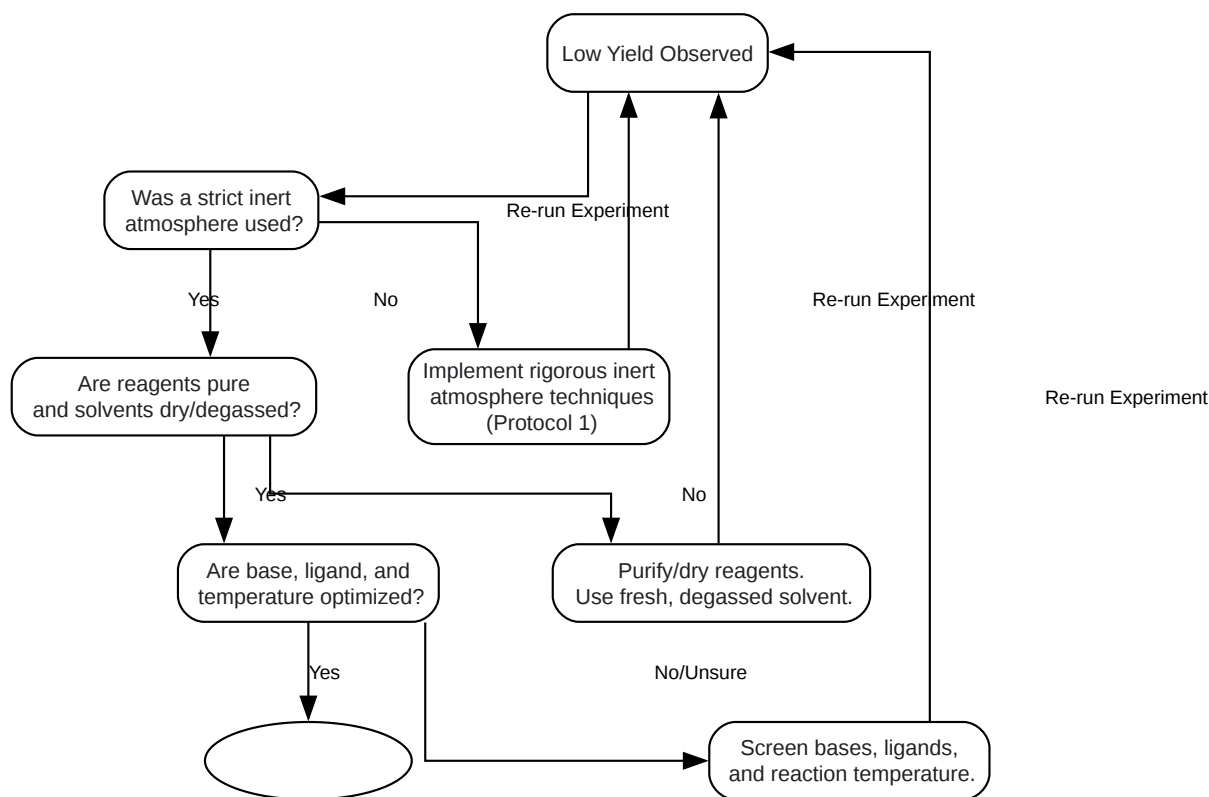 Low Yield Observed
Was a strict inert
atmosphere used?
Re-run Experiment
Yes
No
Re-run Experiment
Implement rigorous inert
atmosphere techniques
(Protocol 1)
Are reagents pure
and solvents dry/degassed?
Re-run Experiment
Yes
No
Are base, ligand, and
temperature optimized?
Purify/dry reagents.
Use fresh, degassed solvent.
Yes
No/Unsure
Screen bases, ligands,
and reaction temperature.